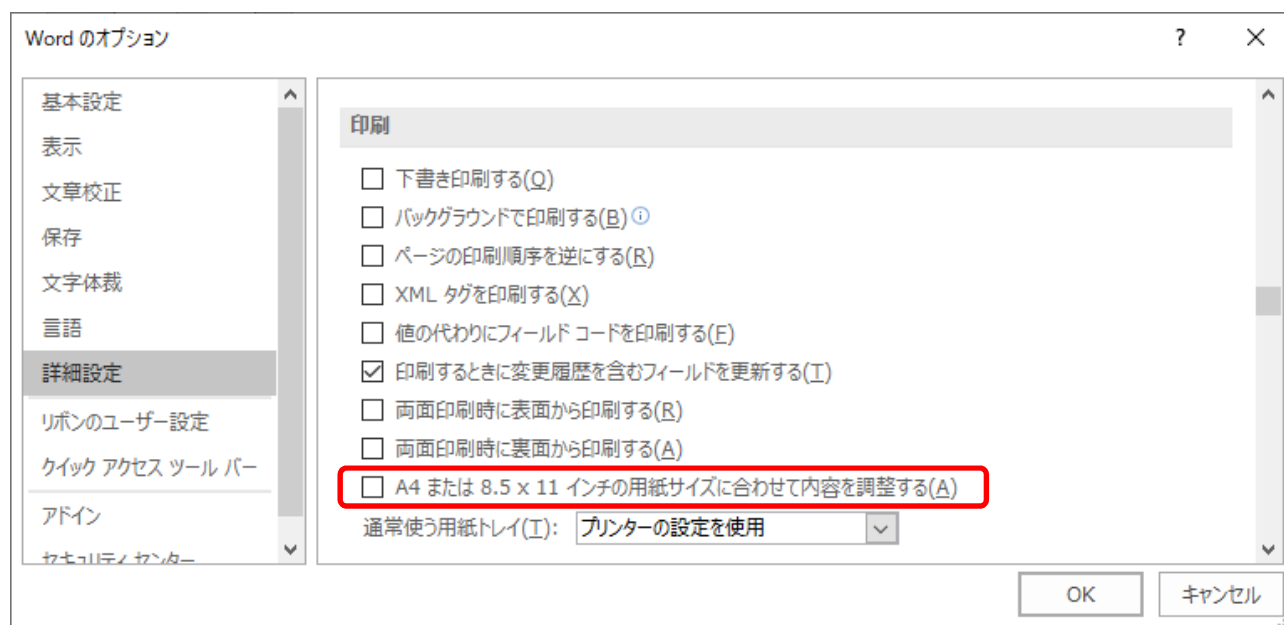 Word のオプション
?
基本設定
表示
文章校正
保存
文字体裁
言語
詳細設定
リボンのユーザー設定
クイック アクセス ツール バー
アドイン
セキュリティ センター
印刷
下書き印刷する(Q)
バックグラウンドで印刷する(B)
ページの印刷順序を逆にする(R)
XML タグを印刷する(X)
値の代わりにフィールド コードを印刷する(F)
印刷するときに変更履歴を含むフィールドを更新する(T)
両面印刷時に表面から印刷する(R)
両面印刷時に裏面から印刷する(A)
A4 または 8.5 x 11 インチの用紙サイズに合わせて内容を調整する(A)
通常使う用紙トレイ(T): プリンターの設定を使用
OK キャンセル